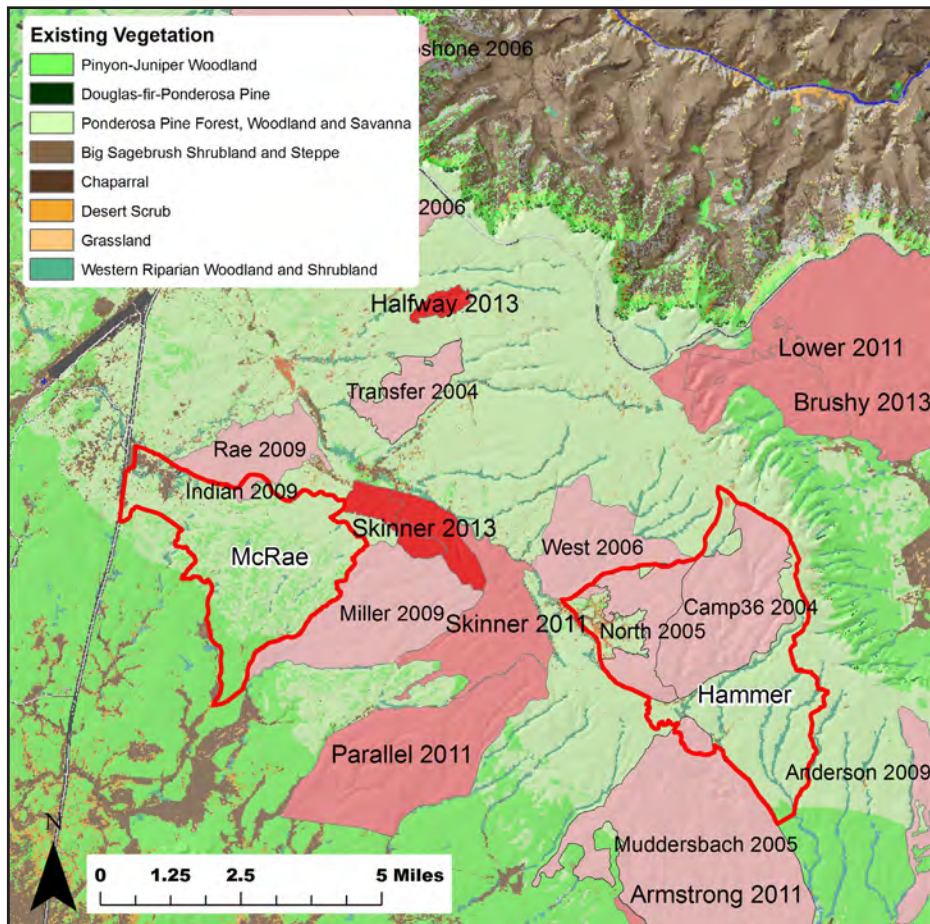 Existing Vegetation
Pinyon-Juniper Woodland
Douglas-fir-Ponderosa Pine
Ponderosa Pine Forest, Woodland and Savanna
Big Sagebrush Shrubland and Steppe
Chaparral
Desert Scrub
Grassland
Western Riparian Woodland and Shrubland
oshone 2006
2006
Halfway 2013
Transfer 2004
Lower 2011
Brushy 2013
Rae 2009
Indian 2009
McRae
Skinner 2013
Miller 2009
Skinner 2011
West 2006
Camp36 2004
North 2005
Hammer
Parallel 2011
Anderson 2009
Muddersbach 2005
Armstrong 2011
N
0 1.25 2.5 5 Miles